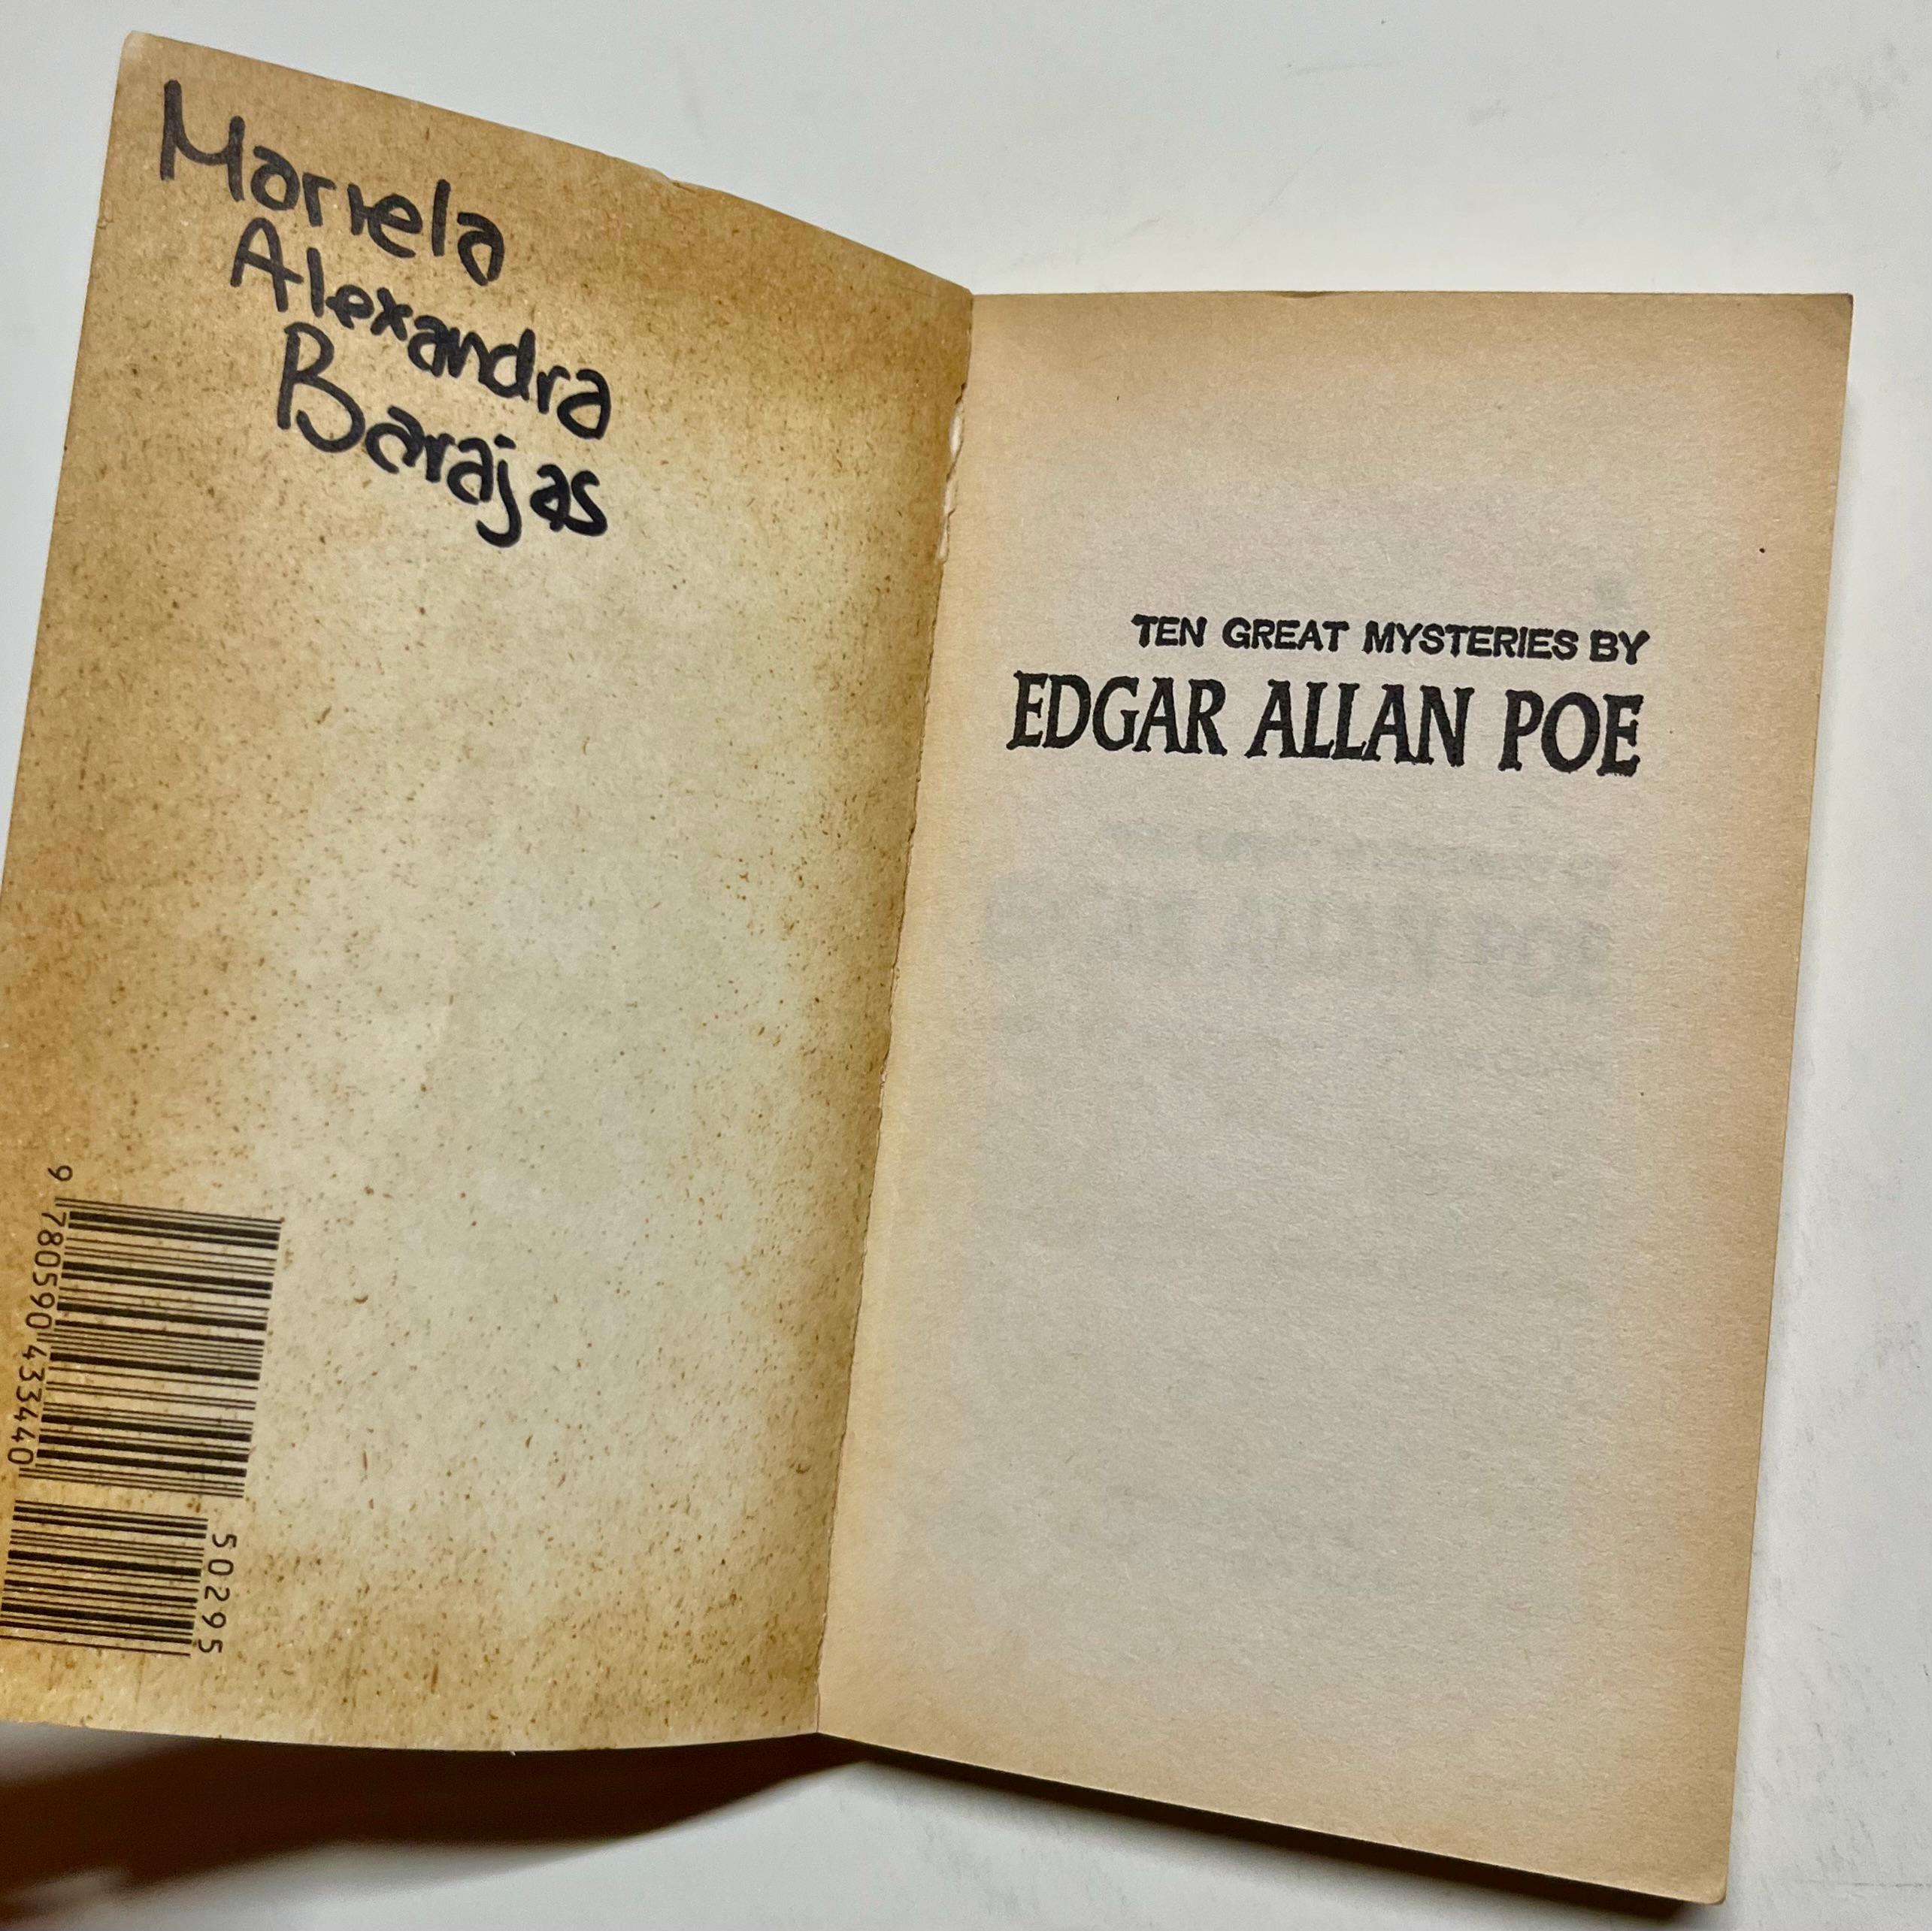 Mariela
Alexandra
Barajas
9 780590 433440
50295
TEN GREAT MYSTERIES BY
EDGAR ALLAN POE